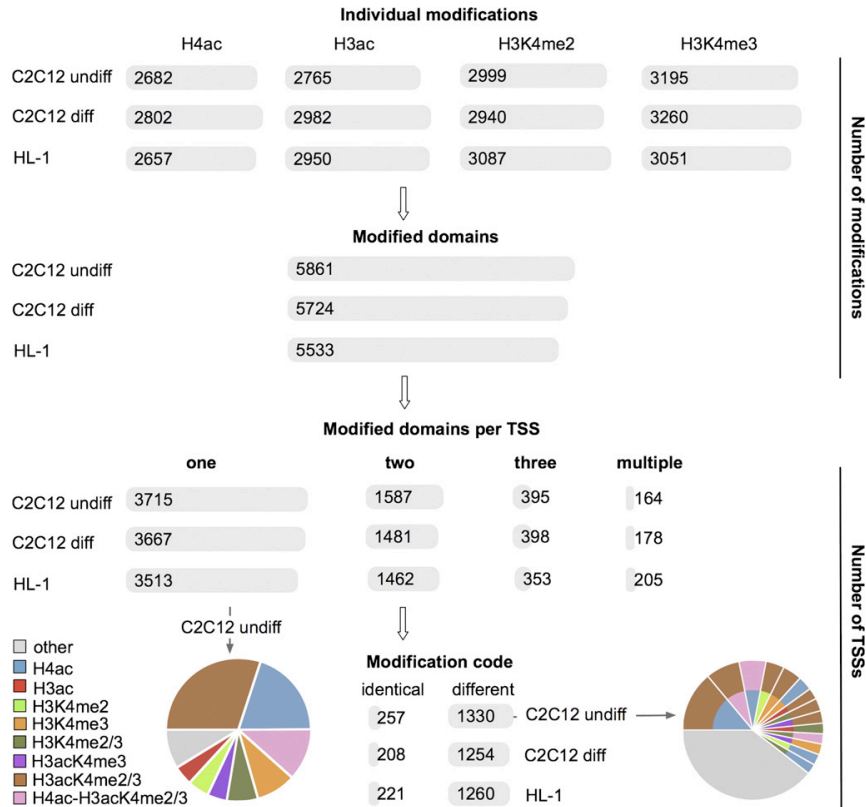 Individual modifications
H4ac H3ac H3K4me2 H3K4me3
C2C12 undiff 2682 2765 2999 3195
C2C12 diff 2802 2982 2940 3260
HL-1 2657 2950 3087 3051
Number of modifications
Modified domains
C2C12 undiff 5861
C2C12 diff 5724
HL-1 5533
Modified domains per TSS
one two three multiple
C2C12 undiff 3715 1587 395 164
C2C12 diff 3667 1481 398 178
HL-1 3513 1462 353 205
Number of TSSs
C2C12 undiff
other
H4ac
H3ac
H3K4me2
H3K4me3
H3K4me2/3
H3acK4me3
H3acK4me2/3
H4ac-H3acK4me2/3
Modification code
identical different
257 1330 C2C12 undiff
208 1254 C2C12 diff
221 1260 HL-1